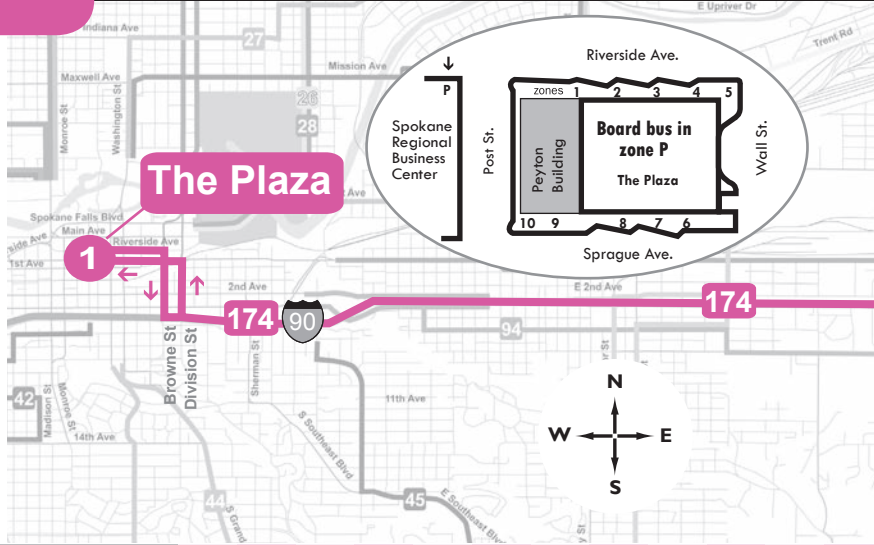 E Upriver Dr
Indiana Ave
27
Trent Rd
Mission Ave
Maxwell Ave
Monroe St
Washington St
26
28
Riverside Ave.
P
zones 1 2 3 4 5
Spokane
Regional
Business
Center
Post St.
Peyton
Building
Board bus in
zone P
The Plaza
Wall St.
10 9 8 7 6
Sprague Ave.
The Plaza
Ave
Spokane Falls Blvd
Main Ave
Riverside Ave
side Ave
1st Ave
1
2nd Ave
E 2nd Ave
174
90
174
94
Browne St
Division St
Sherman St
42
Madison St
Monroe St
11th Ave
14th Ave
S Southeast Blvd
N
W E
S
44
45
S Grand
E Southeast Blvd